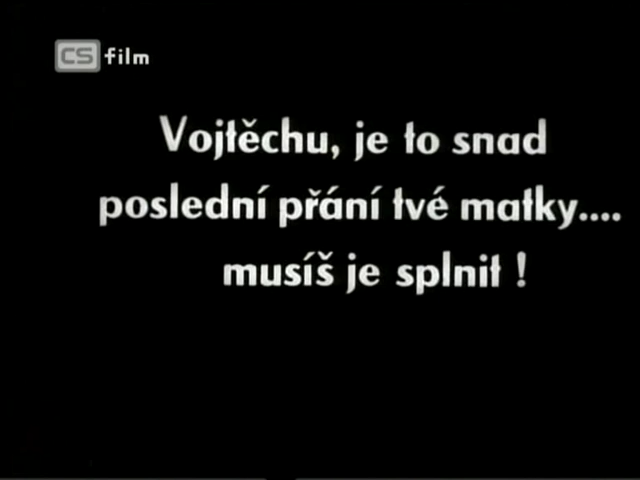 CS film
Vojtěchu, je to snad
poslední přání tvé matky....
musíš je splnit !